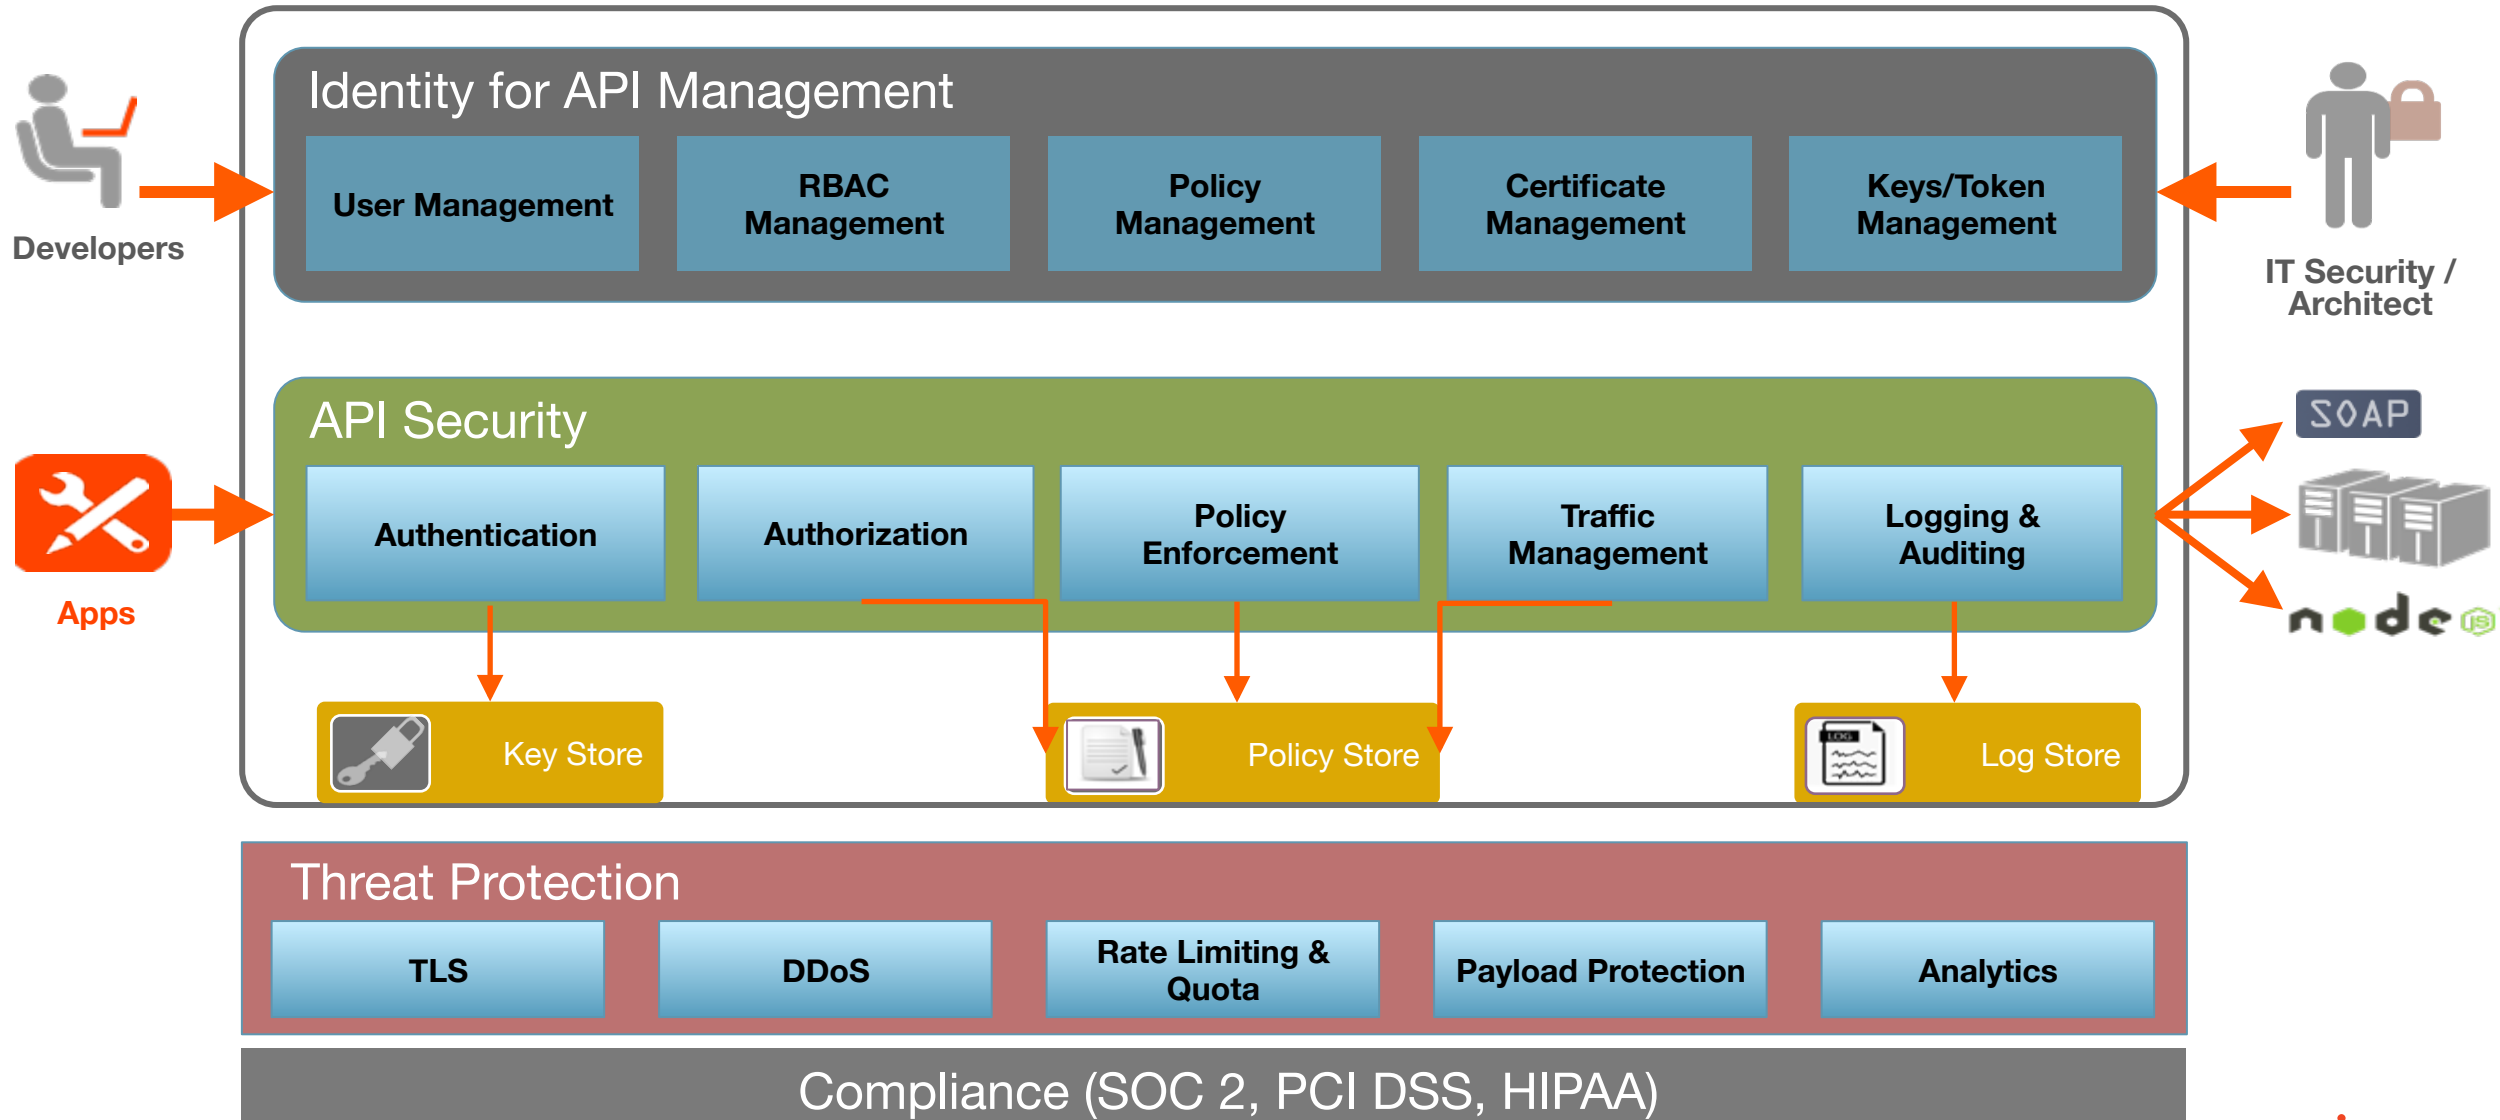 Identity for API Management
User Management
RBAC
Management
Policy
Management
Certificate
Management
Keys/Token
Management
Developers
IT Security /
Architect
API Security
Authentication
Authorization
Policy
Enforcement
Traffic
Management
Logging &
Auditing
Apps
SOAP
node
JS
Key Store
Policy Store
LOG
Log Store
Threat Protection
TLS
DDoS
Rate Limiting &
Quota
Payload Protection
Analytics
Compliance (SOC 2, PCI DSS, HIPAA)